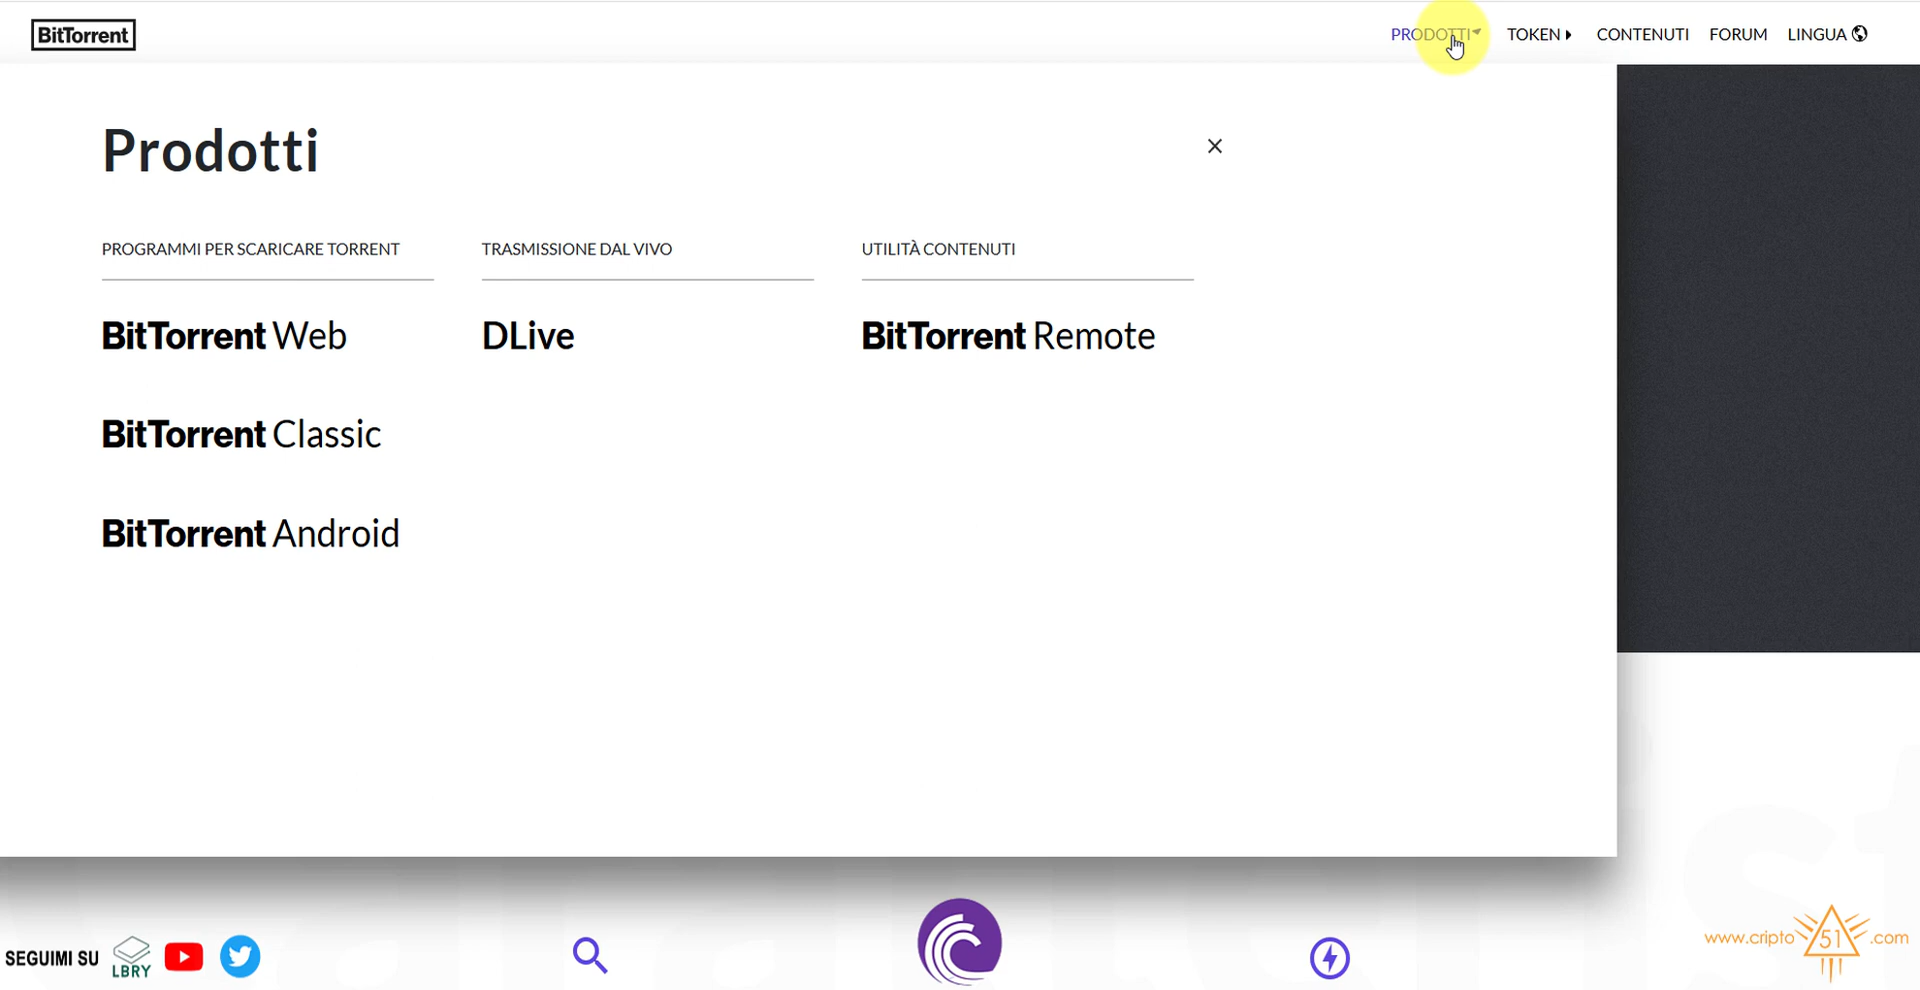 BitTorrent
PRODOTTI TOKEN CONTENUTI FORUM LINGUA
Prodotti
PROGRAMMI PER SCARICARE TORRENT
TRASMISSIONE DAL VIVO
UTILITÀ CONTENUTI
BitTorrent Web
DLive
BitTorrent Remote
BitTorrent Classic
BitTorrent Android
SEGUIMI SU
LBRY
www.cripto 51 .com